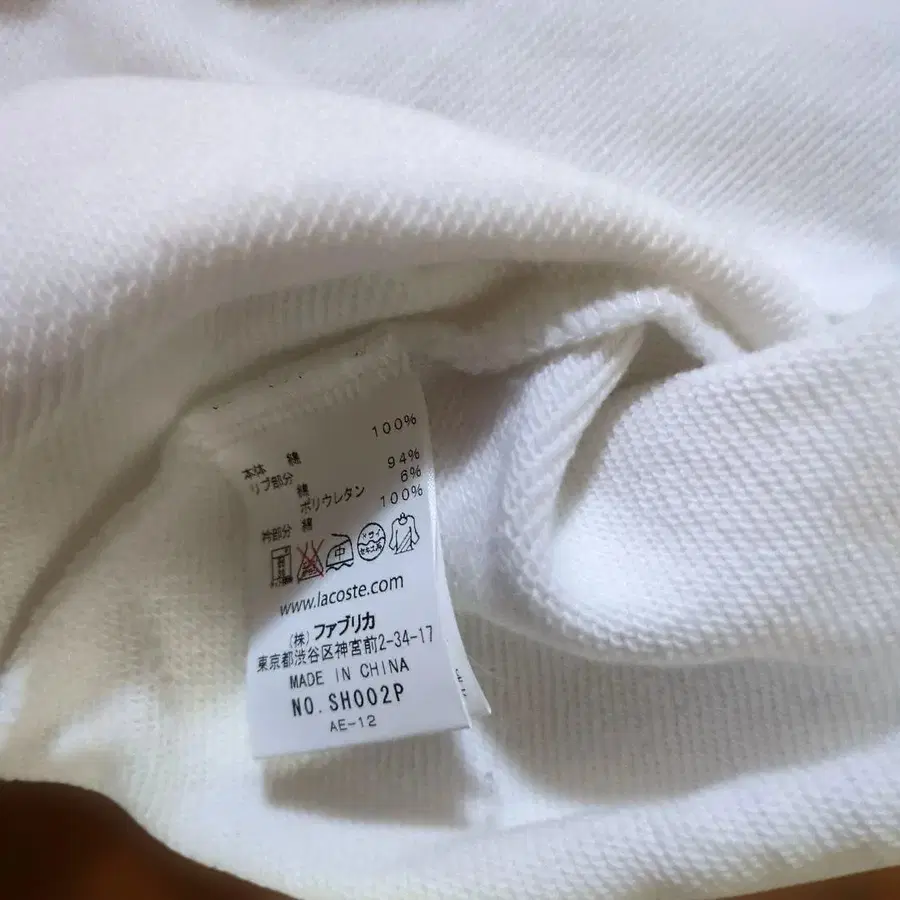 本体 綿 100%
リブ部分 綿 94%
ポリウレタン 6%
衿部分 綿 100%
中
www.lacoste.com
(株)ファブリカ
東京都渋谷区神宮前2-34-17
MADE IN CHINA
NO.SH002P
AE-12